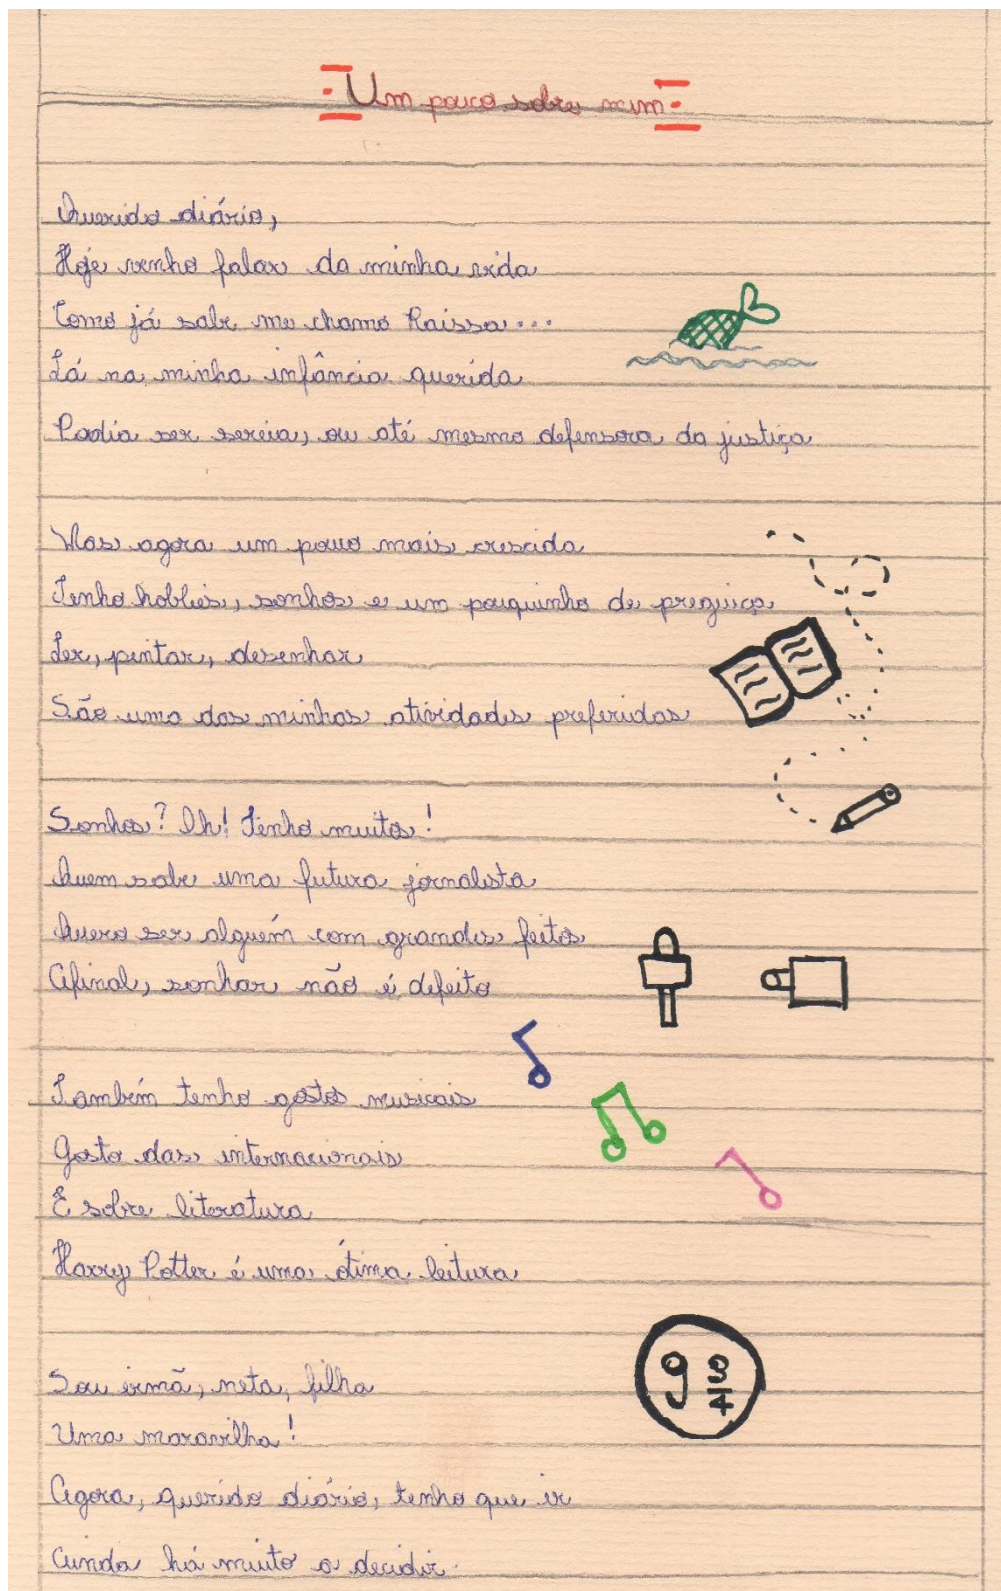 Um pouco sobre mim
Querido diário,
Hoje venho falar da minha vida
Como já sabe me chamo Raissa...
Lá na minha infância querida
Podia ser sereia, ou até mesmo defensora da justiça
Mas agora um pouco mais crescida
Tenho hobbies, sonhos e um pouquinho de preguiça
Ler, pintar, desenhar
São uma das minhas atividades preferidas
Sonhos? Oh! Tenho muitos!
Quem sabe uma futura jornalista
Quero ser alguém com grandes feitos
Afinal, sonhar não é defeito
Também tenho gostos musicais
Gosto das internacionais
E sobre literatura
Harry Potter é uma ótima leitura
9 3/4
Sou irmã, neta, filha
Uma maravilha!
Agora, querido diário, tenho que ir
Ainda há muito a decidir.